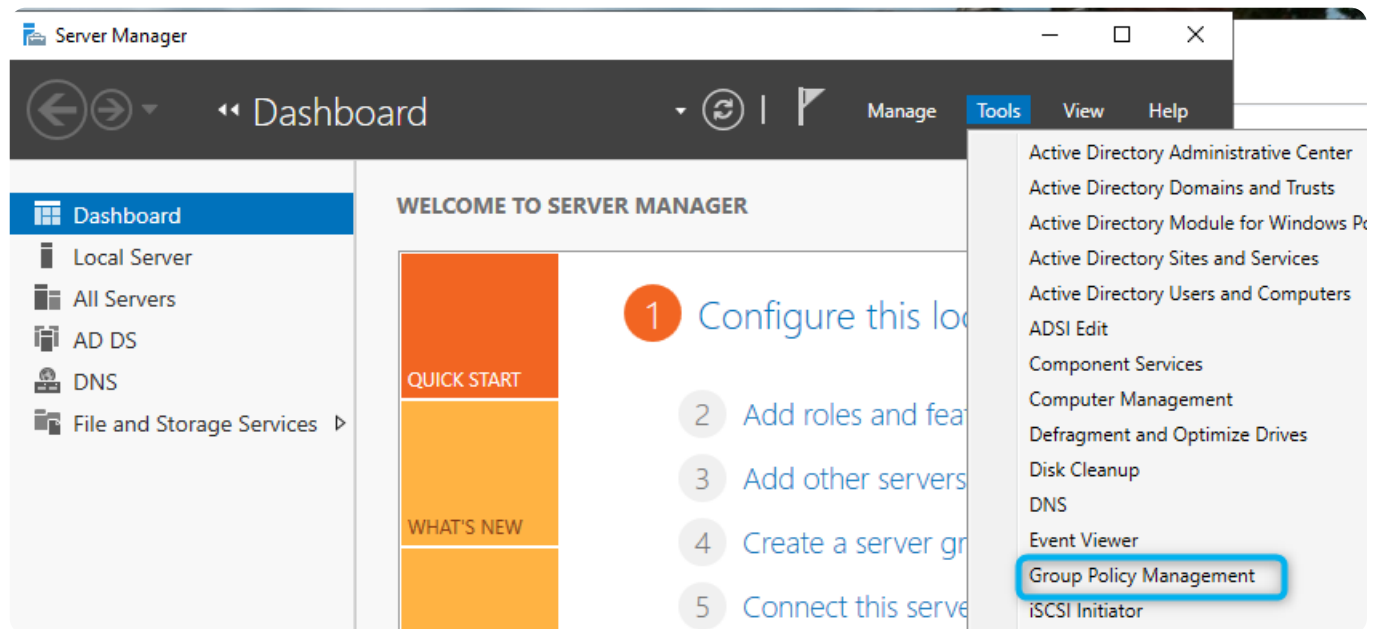 Server Manager
Dashboard
Manage Tools View Help
Dashboard
Local Server
All Servers
AD DS
DNS
File and Storage Services
WELCOME TO SERVER MANAGER
QUICK START
WHAT'S NEW
1 Configure this loc
2 Add roles and feat
3 Add other servers
4 Create a server gr
5 Connect this serve
Active Directory Administrative Center
Active Directory Domains and Trusts
Active Directory Module for Windows Po
Active Directory Sites and Services
Active Directory Users and Computers
ADSI Edit
Component Services
Computer Management
Defragment and Optimize Drives
Disk Cleanup
DNS
Event Viewer
Group Policy Management
iSCSI Initiator